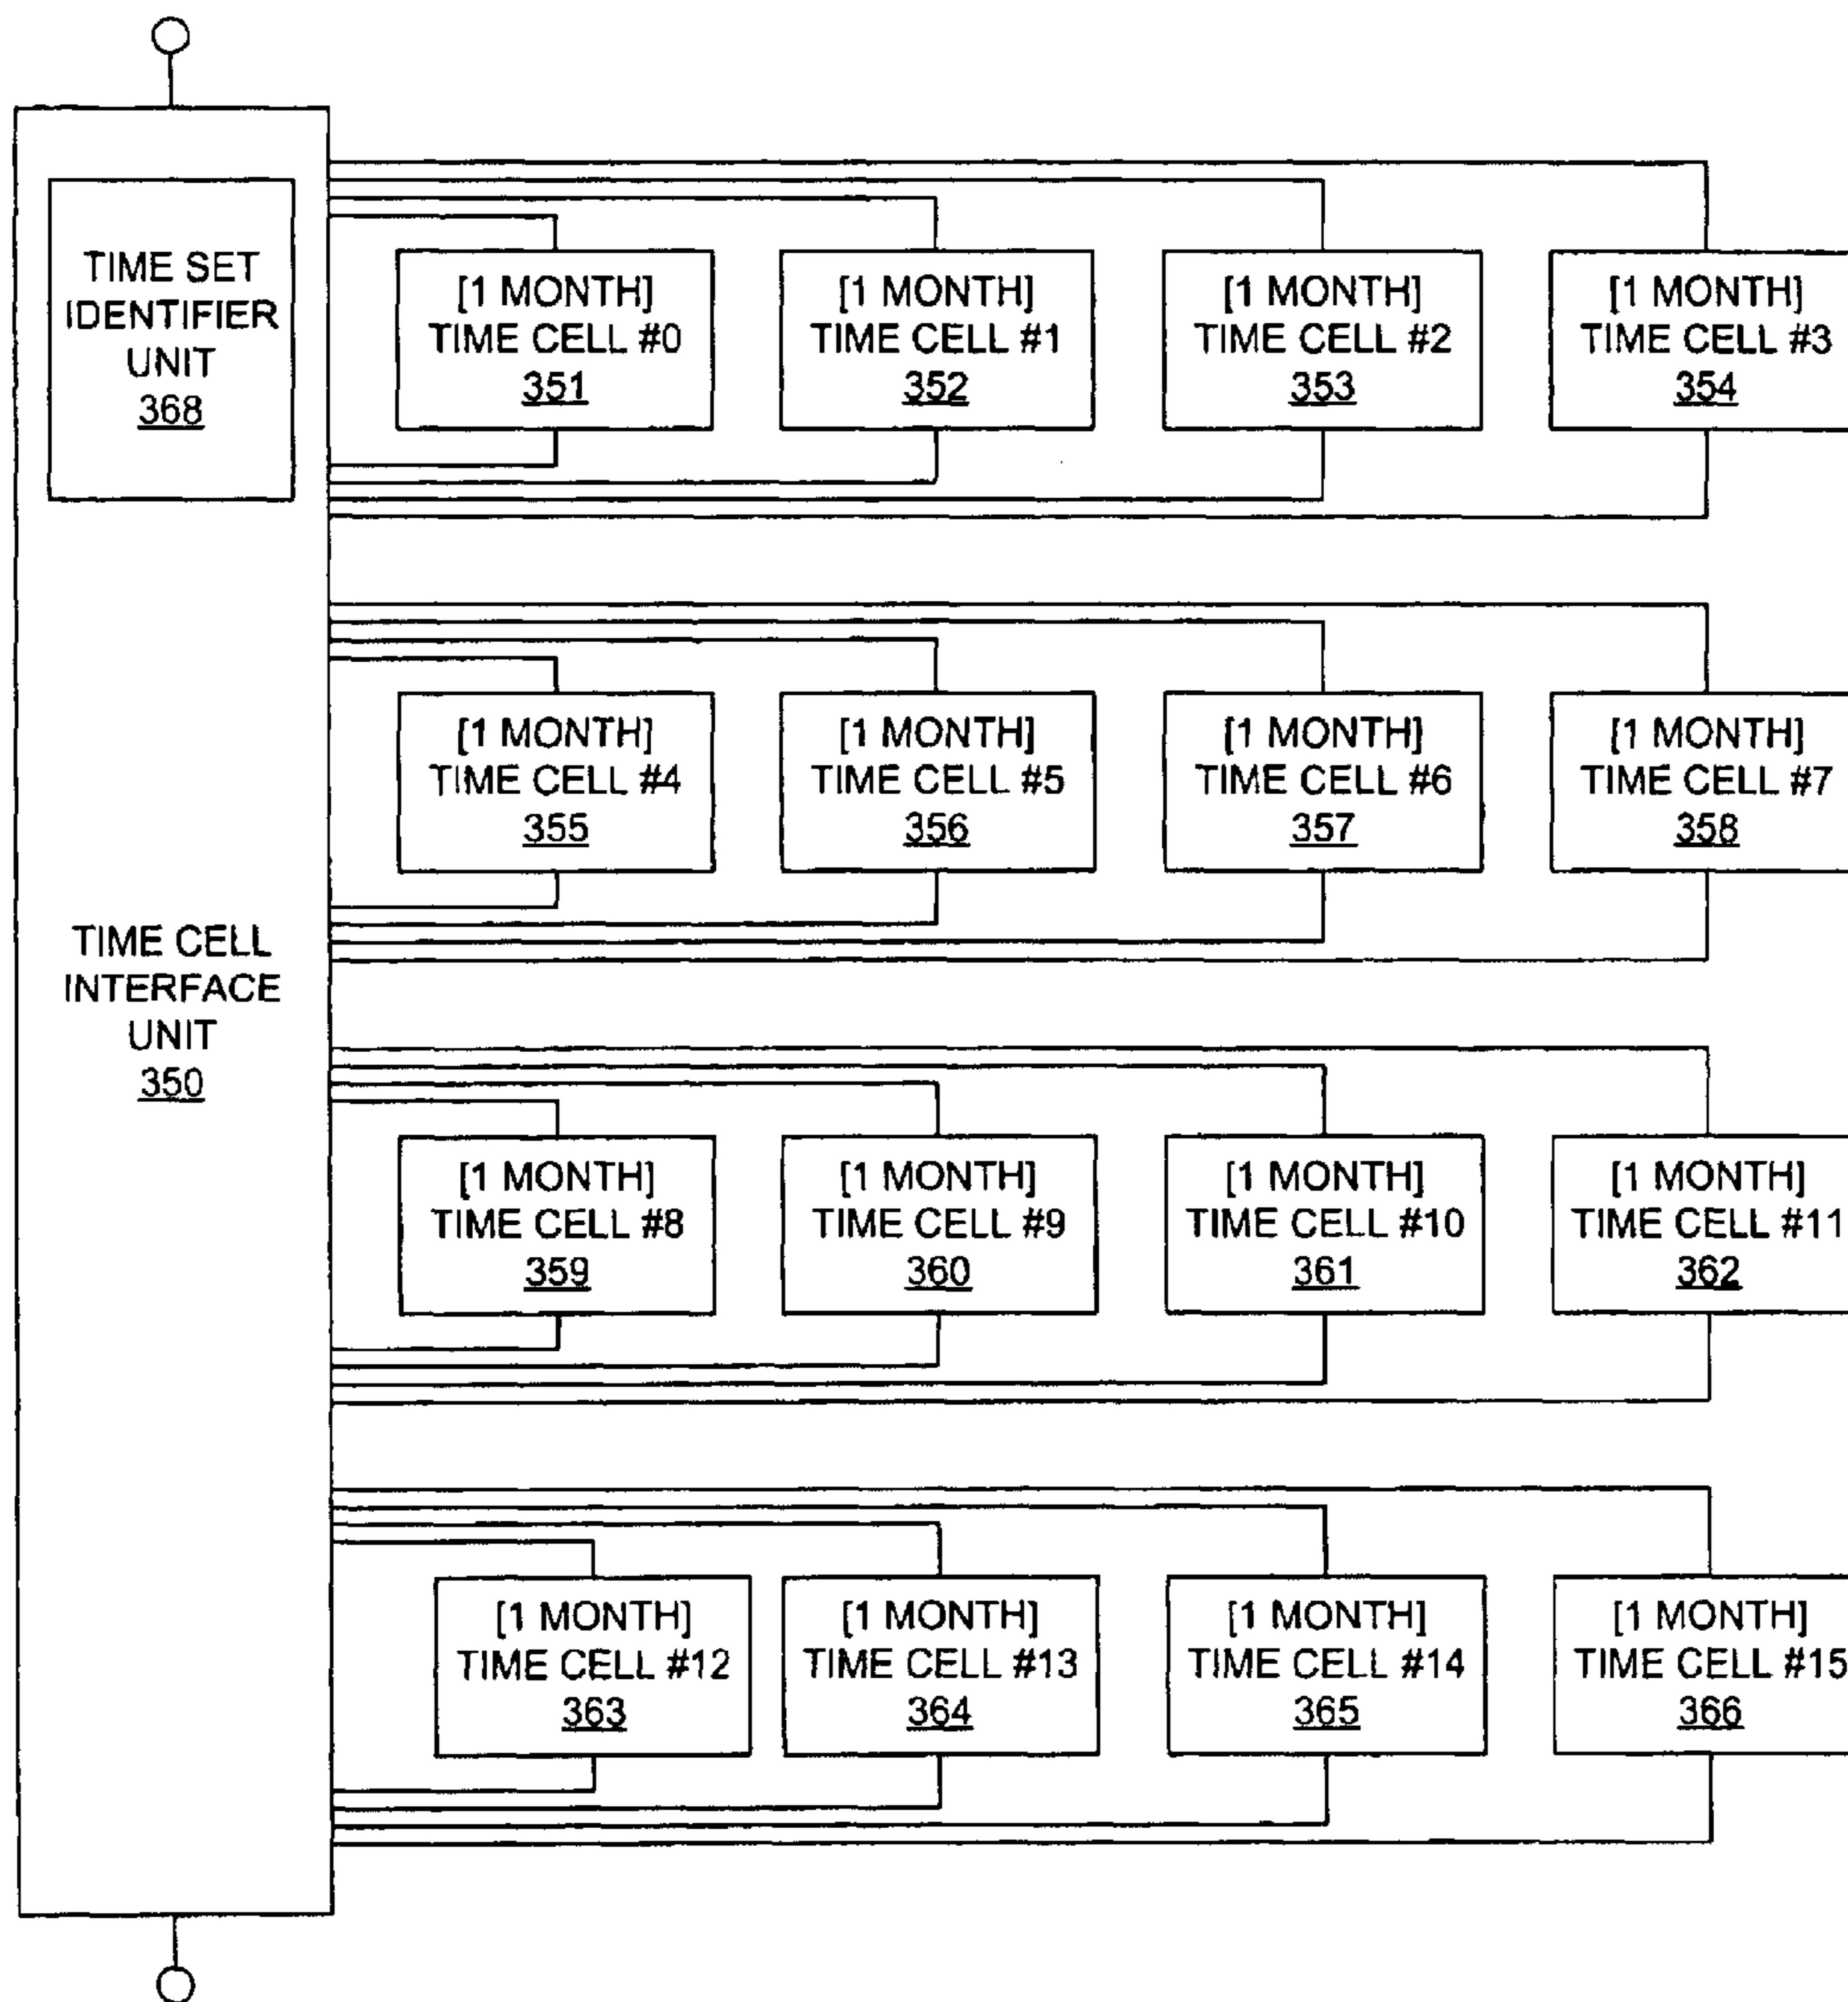 TIME SET
IDENTIFIER
UNIT
368
[1 MONTH]
TIME CELL #0
351
[1 MONTH]
TIME CELL #1
352
[1 MONTH]
TIME CELL #2
353
[1 MONTH]
TIME CELL #3
354
[1 MONTH]
TIME CELL #4
355
[1 MONTH]
TIME CELL #5
356
[1 MONTH]
TIME CELL #6
357
[1 MONTH]
TIME CELL #7
358
TIME CELL
INTERFACE
UNIT
350
[1 MONTH]
TIME CELL #8
359
[1 MONTH]
TIME CELL #9
360
[1 MONTH]
TIME CELL #10
361
[1 MONTH]
TIME CELL #11
362
[1 MONTH]
TIME CELL #12
363
[1 MONTH]
TIME CELL #13
364
[1 MONTH]
TIME CELL #14
365
[1 MONTH]
TIME CELL #15
366